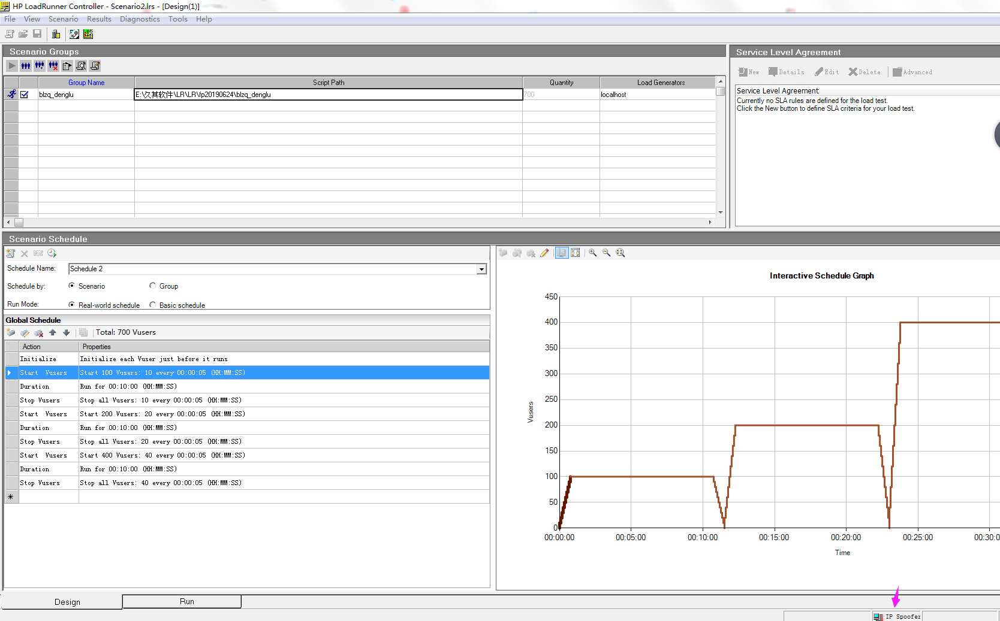 HP LoadRunner Controller - Scenario2.lrs - [Design(1)]
File View Scenario Results Diagnostics Tools Help
Scenario Groups
Group Name Script Path Quantity Load Generators
blzq_denglu E:\久其软件\LR\LR\fp20190624\blzq_denglu 700 localhost
Service Level Agreement
New Details Edit Delete Advanced
Service Level Agreement
Currently no SLA rules are defined for the load test.
Click the New button to define SLA criteria for your load test.
Scenario Schedule
Schedule Name: Schedule 2
Schedule by: Scenario Group
Run Mode: Real-world schedule Basic schedule
Global Schedule
Total: 700 Vusers
Action Properties
Initialize Initialize each Vuser just before it runs
Start Vusers Start 100 Vusers: 10 every 00:00:05 (HH:MM:SS)
Duration Run for 00:10:00 (HH:MM:SS)
Stop Vusers Stop all Vusers: 10 every 00:00:05 (HH:MM:SS)
Start Vusers Start 200 Vusers: 20 every 00:00:05 (HH:MM:SS)
Duration Run for 00:10:00 (HH:MM:SS)
Stop Vusers Stop all Vusers: 20 every 00:00:05 (HH:MM:SS)
Start Vusers Start 400 Vusers: 40 every 00:00:05 (HH:MM:SS)
Duration Run for 00:10:00 (HH:MM:SS)
Stop Vusers Stop all Vusers: 40 every 00:00:05 (HH:MM:SS)
Interactive Schedule Graph
450
400
350
300
250
200
150
100
50
0
Vusers
00:00:00 00:05:00 00:10:00 00:15:00 00:20:00 00:25:00 00:30:0
Time
Design Run
IP Spoofer